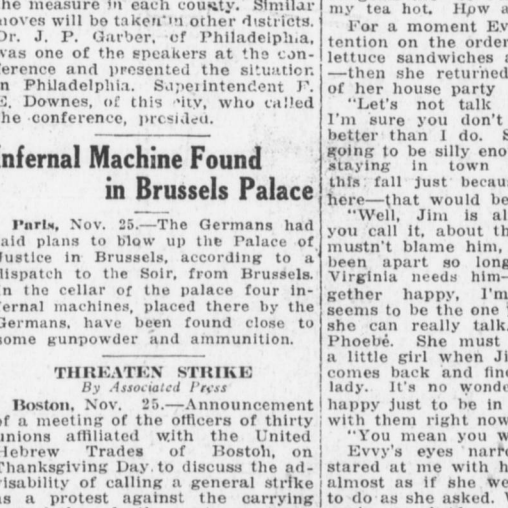 he measure in each county. Similar
moves will be taken in other districts.
Dr. J. P. Garber, of Philadelphia,
was one of the speakers at the con-
ference and presented the situation
in Philadelphia. Superintendent F.
E. Downes, of this city, who called
the conference, presided.
Infernal Machine Found
in Brussels Palace
Paris, Nov. 25.—The Germans had
laid plans to blow up the Palace of
Justice in Brussels, according to a
dispatch to the Soir, from Brussels.
In the cellar of the palace four in-
fernal machines, placed there by the
Germans, have been found close to
some gunpowder and ammunition.
THREATEN STRIKE
By Associated Press
Boston, Nov. 25.—Announcement
of a meeting of the officers of thirty
unions affiliated with the United
Hebrew Trades of Boston, on
Thanksgiving Day to discuss the ad-
visability of calling a general strike
as a protest against the carrying
my tea hot. How a
For a moment Ev
tention on the order
lettuce sandwiches a
—then she returned
of her house party
"Let's not talk
I'm sure you don't
better than I do. S
going to be silly eno
staying in town
this fall just becau
here—that would be
"Well, Jim is al
you call it, about th
mustn't blame him,
been apart so long
Virginia needs him—
gether happy, I'm
seems to be the one
she can really talk
Phoebé. She must
a little girl when Ji
comes back and find
lady. It's no wonde
happy just to be in
with them right now
"You mean you w
Evvy's eyes narr
stared at me with h
almost as if she we
to do as she asked. W